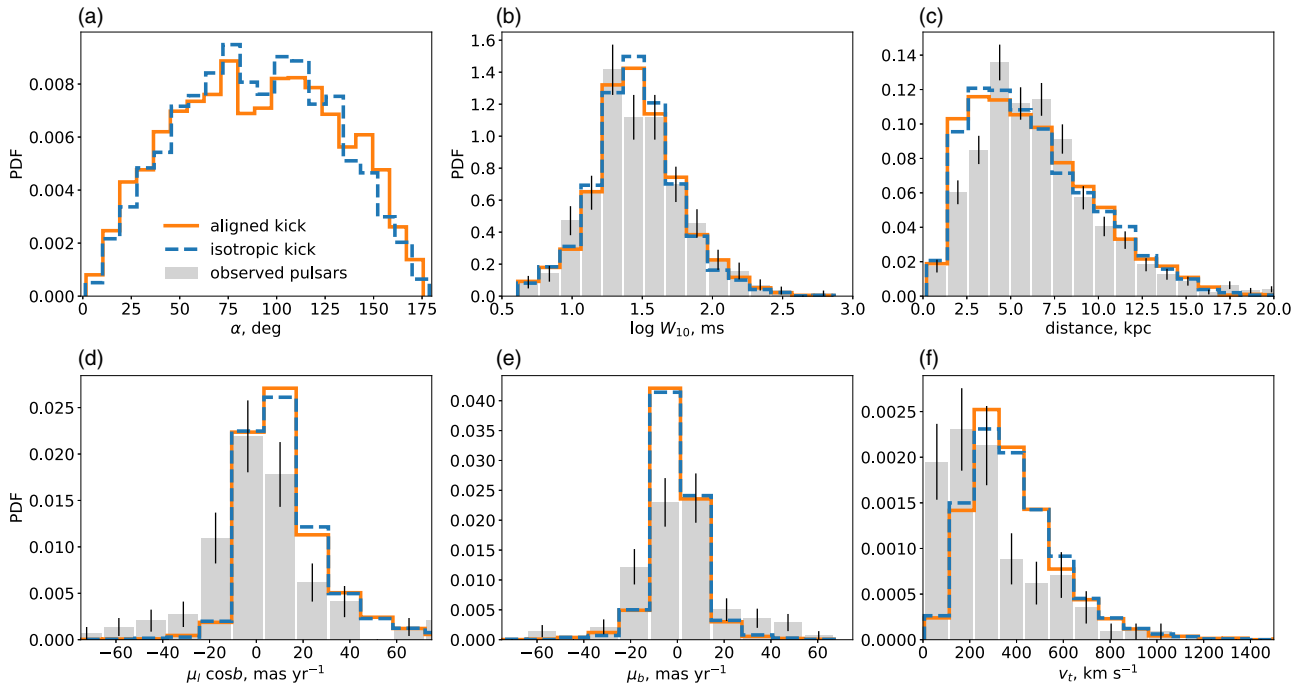 (a)
0.008
0.006
0.004
0.002
0.000
PDF
aligned kick
isotropic kick
observed pulsars
0 25 50 75 100 125 150 175
α, deg
(b)
1.6
1.4
1.2
1.0
0.8
0.6
0.4
0.2
0.0
PDF
0.5 1.0 1.5 2.0 2.5 3.0
log W₁₀, ms
(c)
0.14
0.12
0.10
0.08
0.06
0.04
0.02
0.00
0.0 2.5 5.0 7.5 10.0 12.5 15.0 17.5 20.0
distance, kpc
(d)
0.025
0.020
0.015
0.010
0.005
0.000
PDF
−60 −40 −20 0 20 40 60
μₗ cosb, mas yr⁻¹
(e)
0.040
0.035
0.030
0.025
0.020
0.015
0.010
0.005
0.000
−60 −40 −20 0 20 40 60
μ_b, mas yr⁻¹
(f)
0.0025
0.0020
0.0015
0.0010
0.0005
0.0000
0 200 400 600 800 1000 1200 1400
vₜ, km s⁻¹